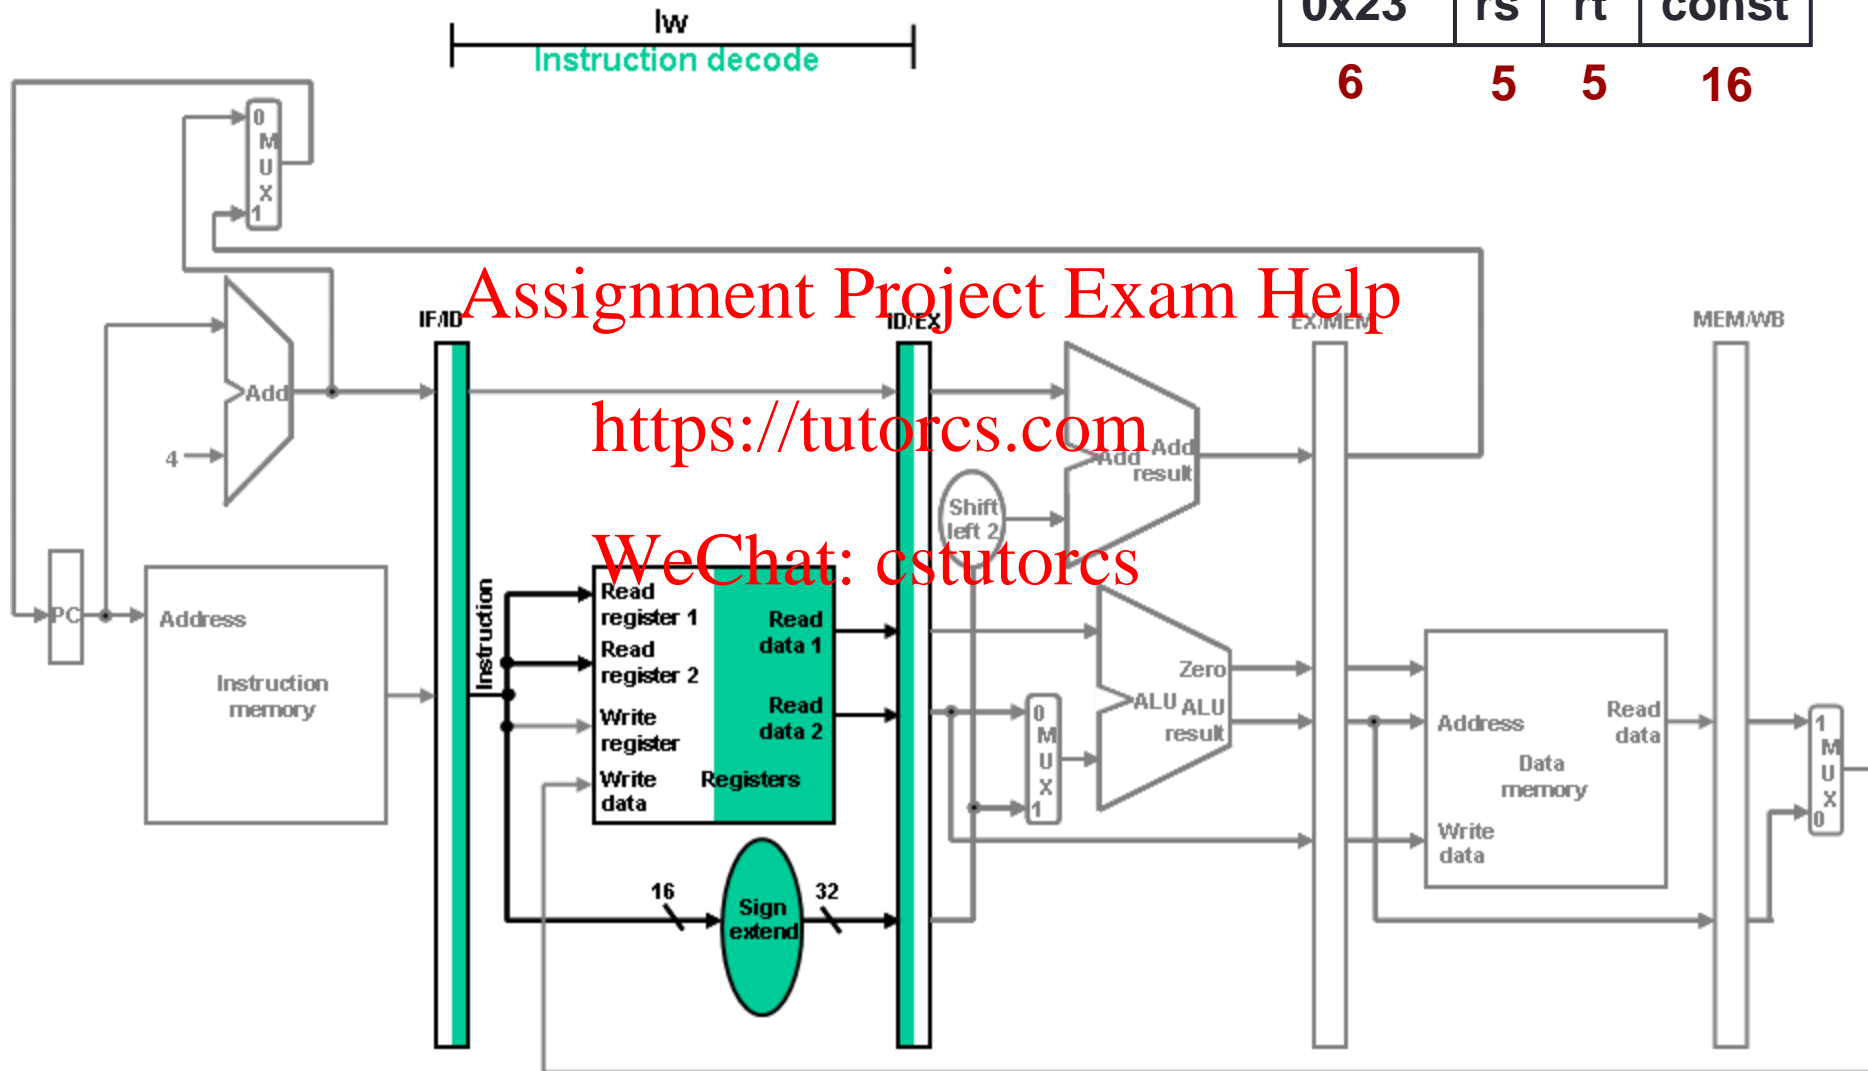 lw
Instruction decode
0x23 rs rt const
6 5 5 16
0
M
U
X
1
Assignment Project Exam Help
IF/ID
ID/EX
EX/MEM
MEM/WB
Add
4
https://tutorcs.com
Add
Add
result
Shift
left 2
WeChat: cstutorcs
PC
Address
Instruction
memory
Instruction
Read
register 1
Read
register 2
Write
register
Write
data
Registers
Read
data 1
Read
data 2
16
Sign
extend
32
0
M
U
X
1
Zero
ALU
ALU
result
Address
Read
data
Data
memory
Write
data
1
M
U
X
0